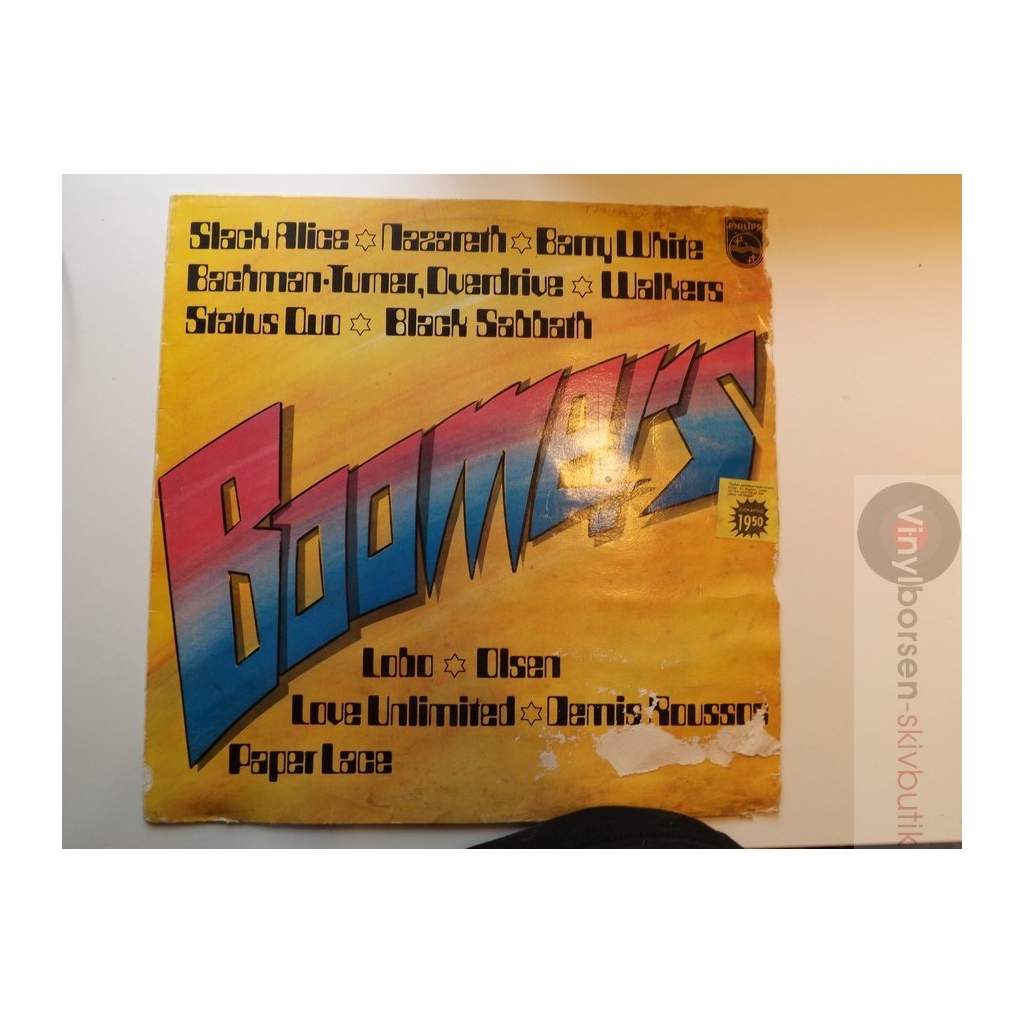 Slack Alice ✡ Nazareth ✡ Barry White
PHILIPS
Bachman-Turner, Overdrive ✡ Walkers
Status Quo ✡ Black Sabbath
BOOMERS
19.50
Lobo ✡ Olsen
Love Unlimited ✡ Demis Roussos
Paper Lace
Vinylborsen-skivbutik